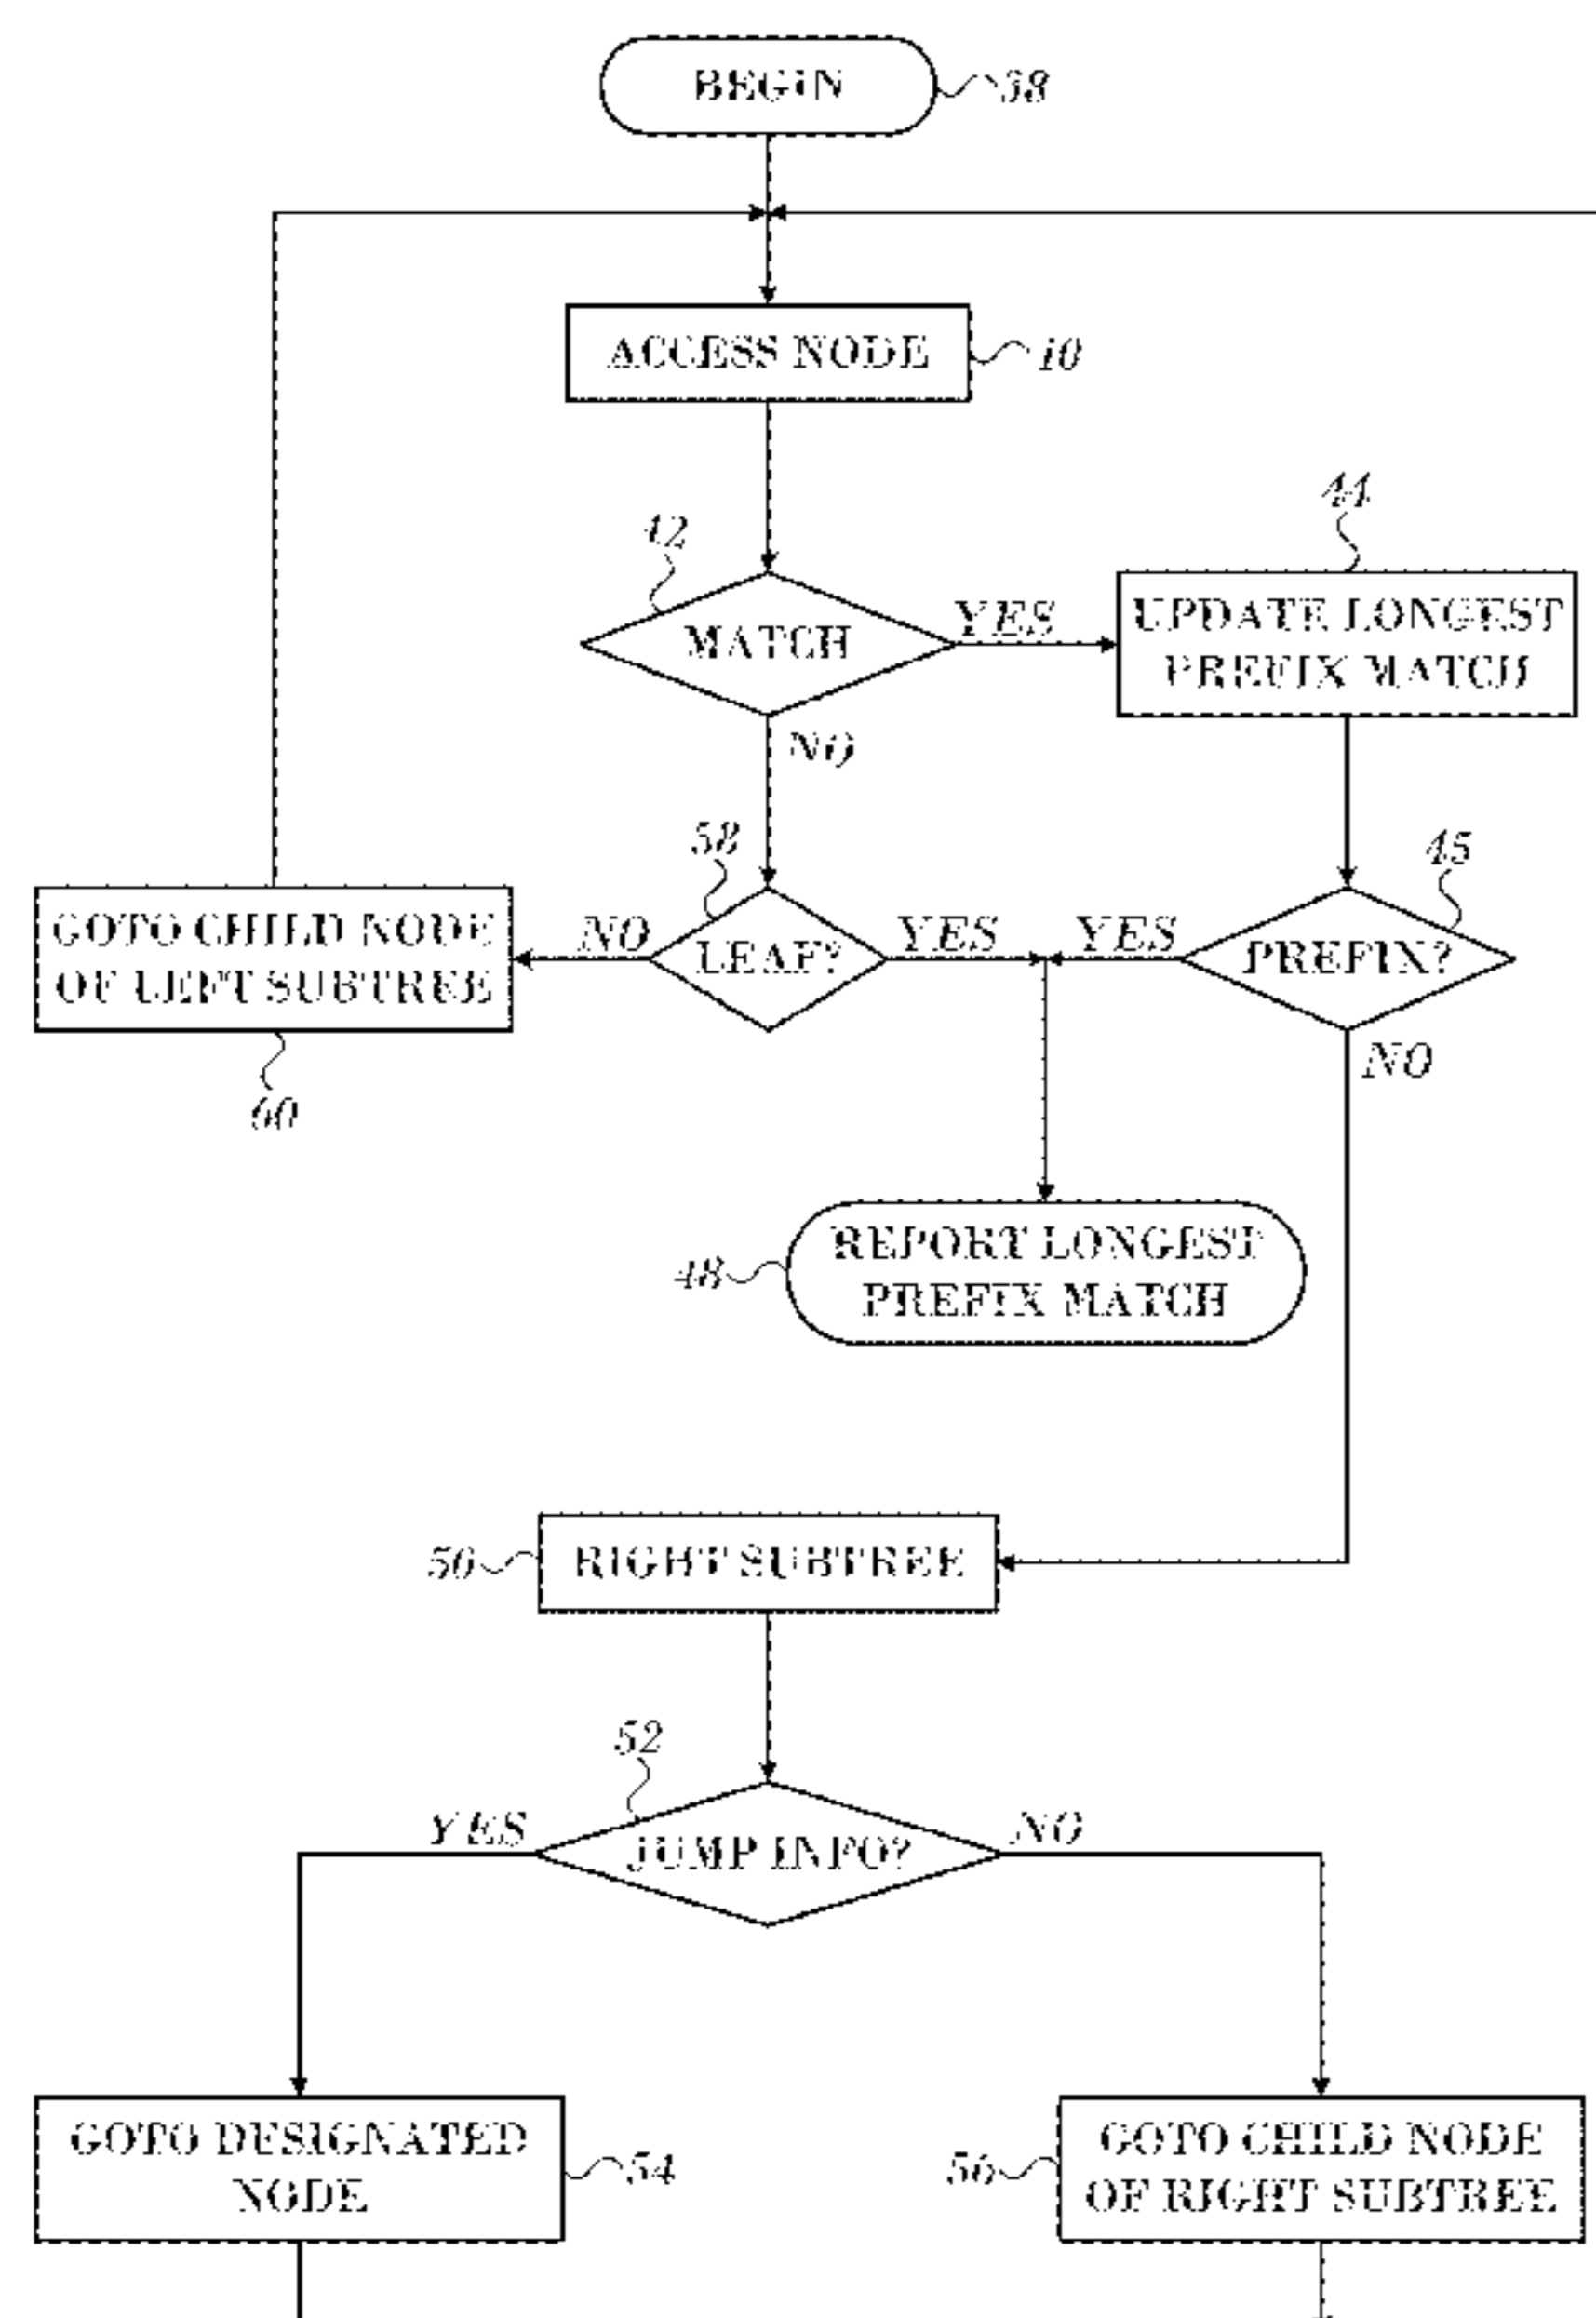 BEGIN
38
ACCESS NODE
40
42
44
MATCH
YES
UPDATE LONGEST
PREFIX MATCH
NO
58
45
GOTO CHILD NODE
OF LEFT SUBTREE
NO
LEAF?
YES
YES
PREFIX?
NO
60
REPORT LONGEST
PREFIX MATCH
48
50
RIGHT SUBTREE
52
YES
JUMP INFO?
NO
GOTO DESIGNATED
NODE
54
56
GOTO CHILD NODE
OF RIGHT SUBTREE